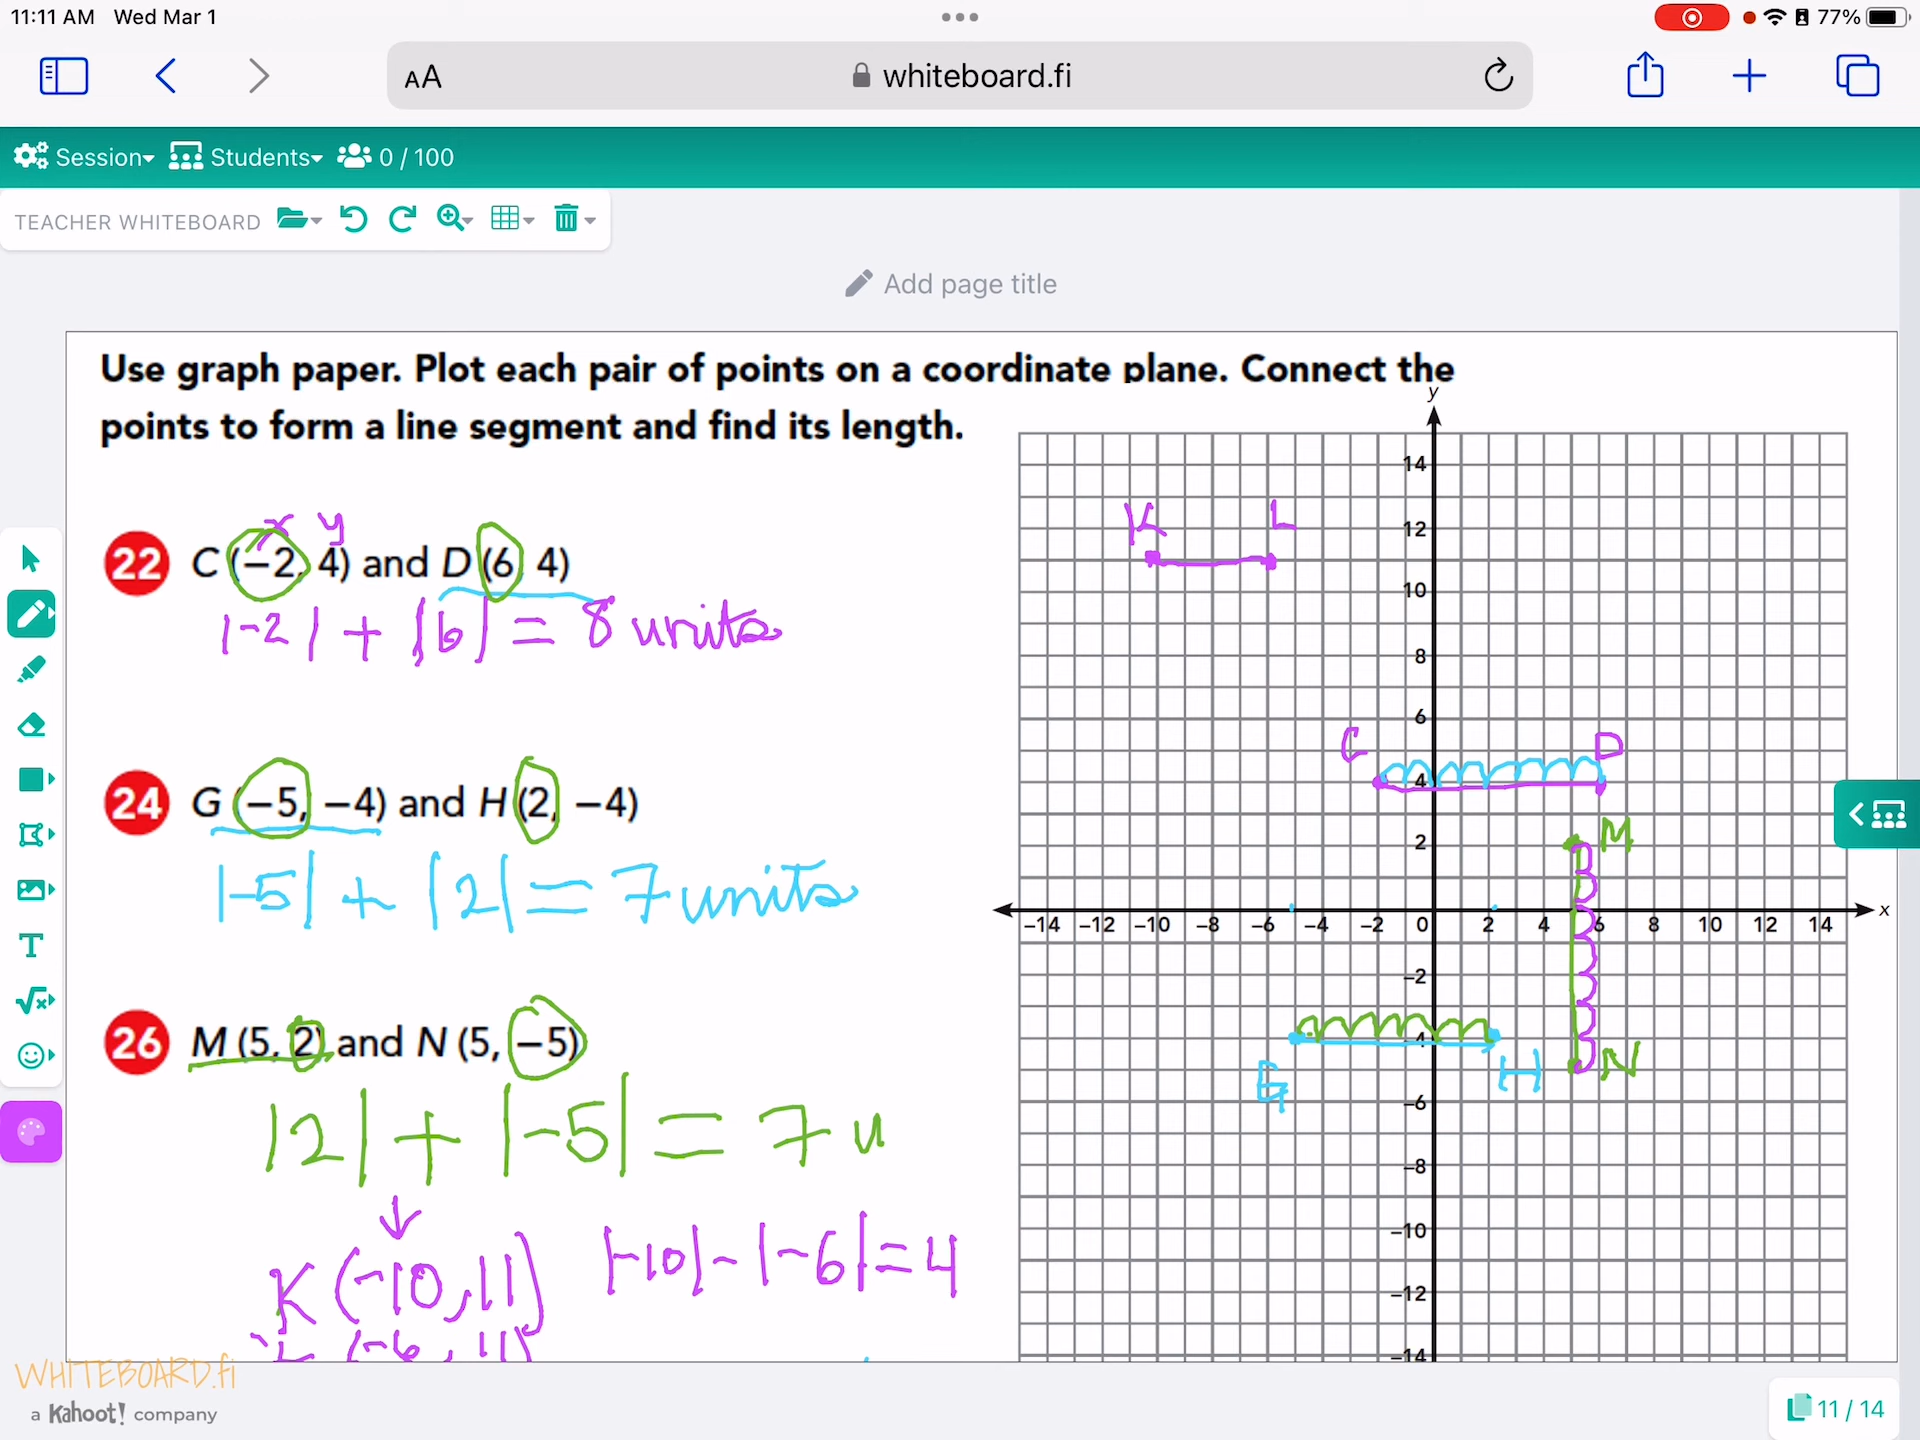 11:11 AM Wed Mar 1
77%
AA
whiteboard.fi
Session
Students
0 / 100
TEACHER WHITEBOARD
Add page title
Use graph paper. Plot each pair of points on a coordinate plane. Connect the
points to form a line segment and find its length.
x y
22 C (−2, 4) and D (6, 4)
|-2| + |6| = 8 units
24 G (−5, −4) and H (2, −4)
|-5| + |2| = 7 units
26 M (5, 2) and N (5, −5)
|2| + |-5| = 7 u
K (-10, 11) |-10| - |-6| = 4
L (-6, 11)
y
14
K L
12
10
8
6
C D
4
M
2
−14 −12 −10 −8 −6 −4 −2 0 2 4 6 8 10 12 14 x
−2
−4
G H N
−6
−8
−10
−12
−14
WHITEBOARD.fi
a Kahoot! company
11 / 14